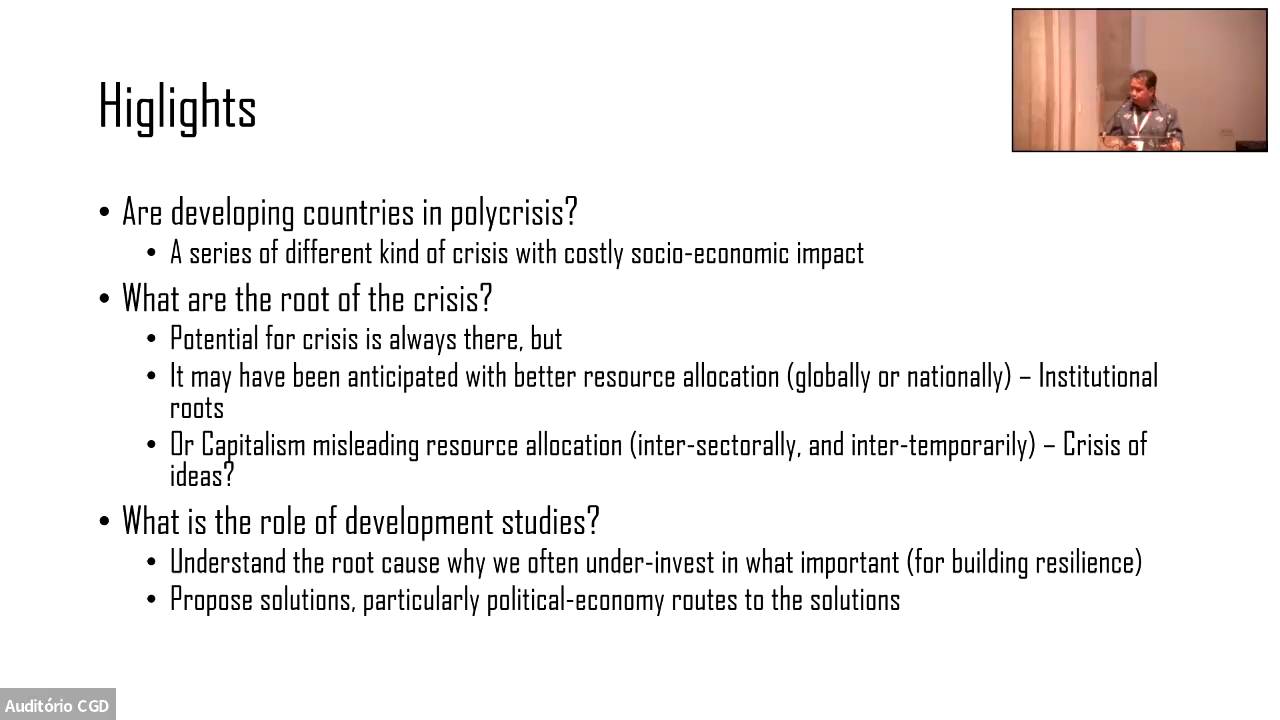 Higlights
• Are developing countries in polycrisis?
• A series of different kind of crisis with costly socio-economic impact
• What are the root of the crisis?
• Potential for crisis is always there, but
• It may have been anticipated with better resource allocation (globally or nationally) – Institutional
roots
• Or Capitalism misleading resource allocation (inter-sectorally, and inter-temporarily) – Crisis of
ideas?
• What is the role of development studies?
• Understand the root cause why we often under-invest in what important (for building resilience)
• Propose solutions, particularly political-economy routes to the solutions
Auditório CGD